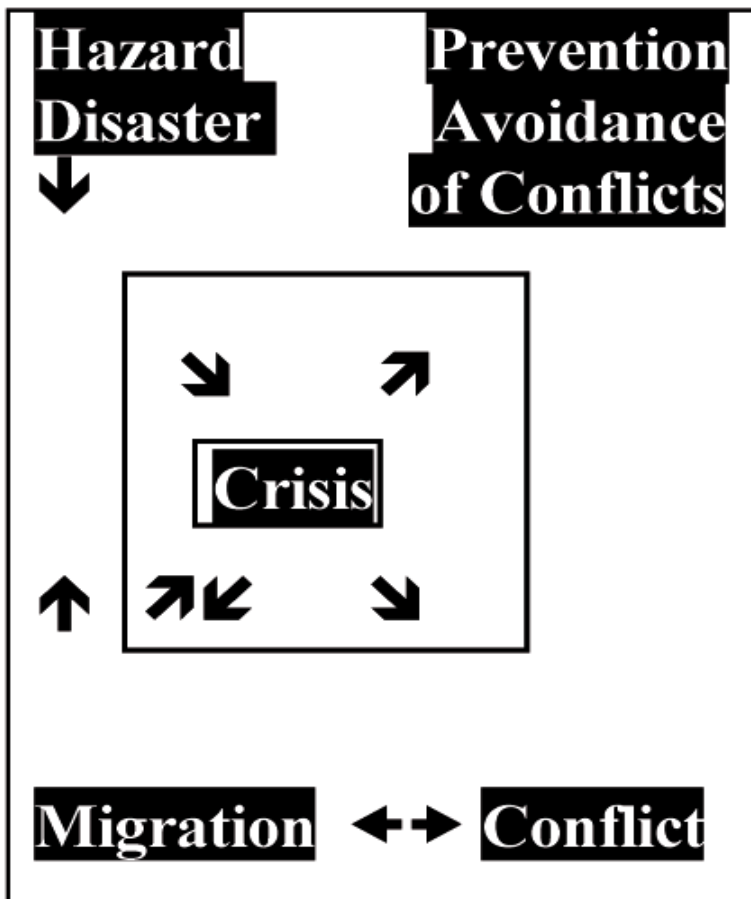 Hazard Prevention
Disaster Avoidance
of Conflicts
Crisis
Migration Conflict